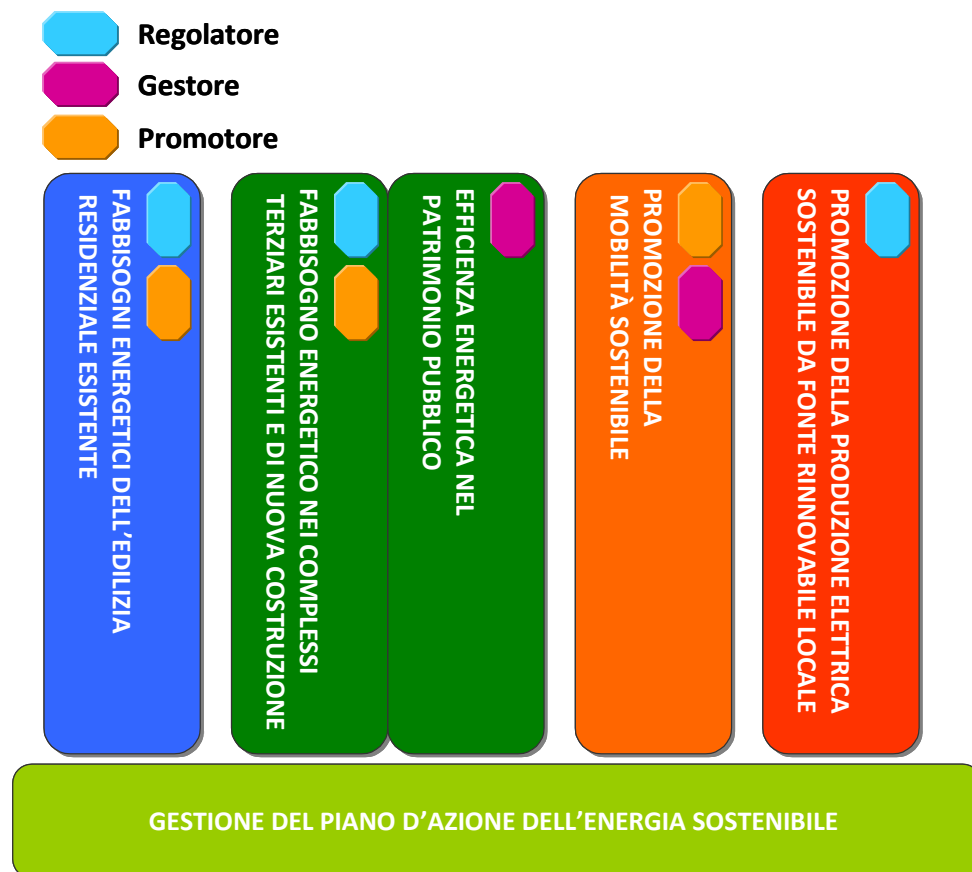 Regolatore
Gestore
Promotore
FABBISOGNI ENERGETICI DELL’EDILIZIA
RESIDENZIALE ESISTENTE
FABBISOGNO ENERGETICO NEI COMPLESSI
TERZIARI ESISTENTI E DI NUOVA COSTRUZIONE
EFFICIENZA ENERGETICA NEL
PATRIMONIO PUBBLICO
PROMOZIONE DELLA
MOBILITÀ SOSTENIBILE
PROMOZIONE DELLA PRODUZIONE ELETTRICA
SOSTENIBILE DA FONTE RINNOVABILE LOCALE
GESTIONE DEL PIANO D’AZIONE DELL’ENERGIA SOSTENIBILE